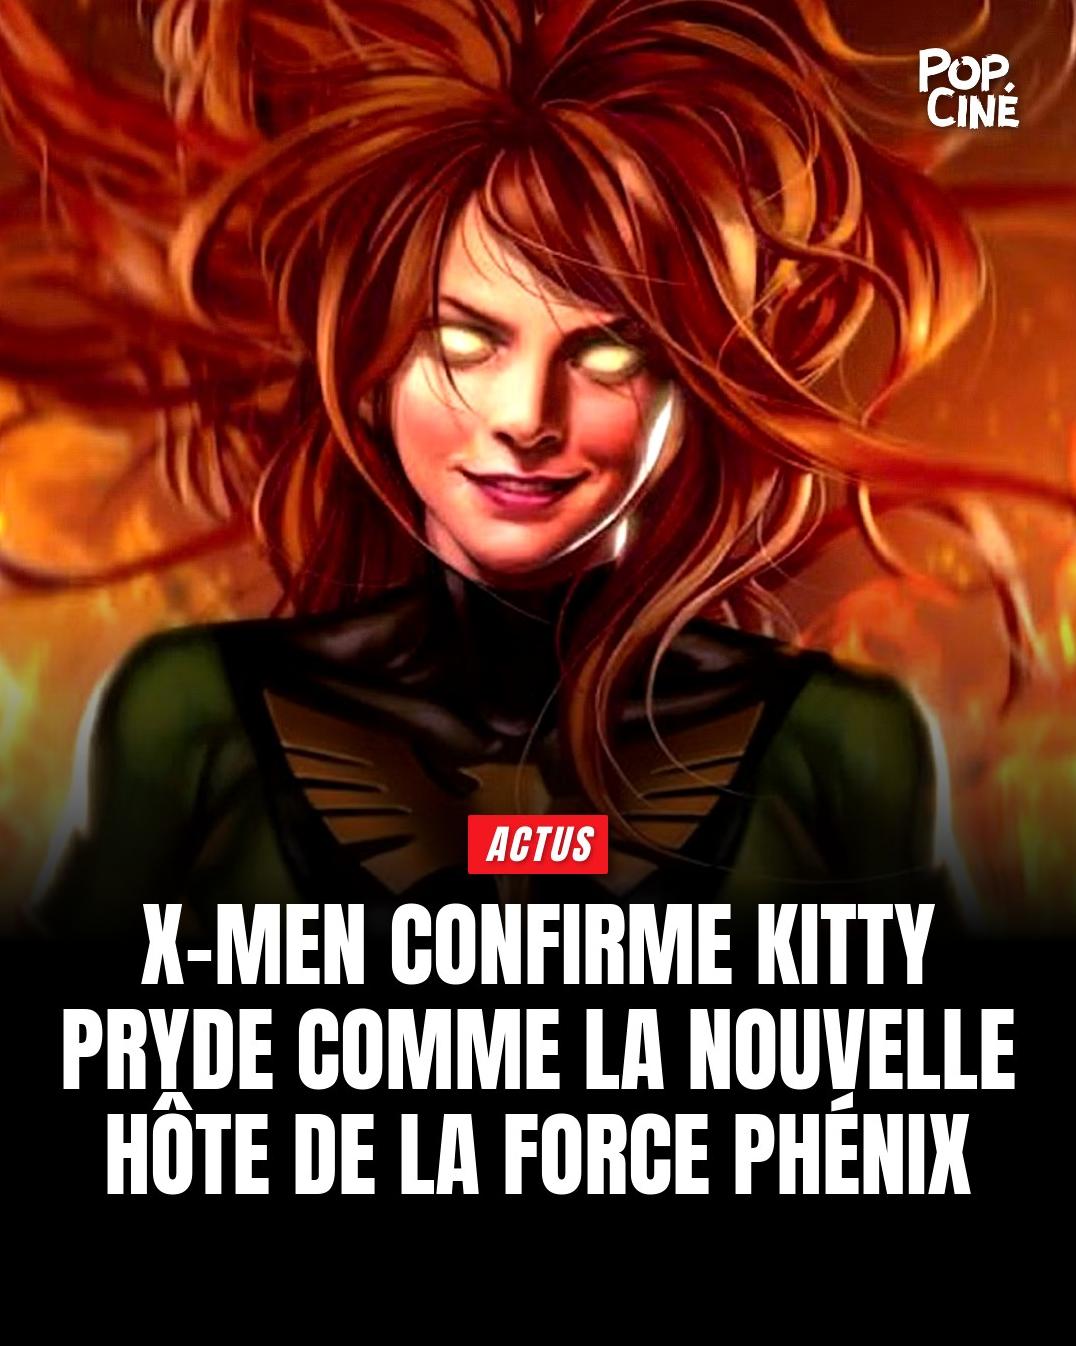 POP.
CINÉ
ACTUS
X-MEN CONFIRME KITTY
PRYDE COMME LA NOUVELLE
HÔTE DE LA FORCE PHÉNIX